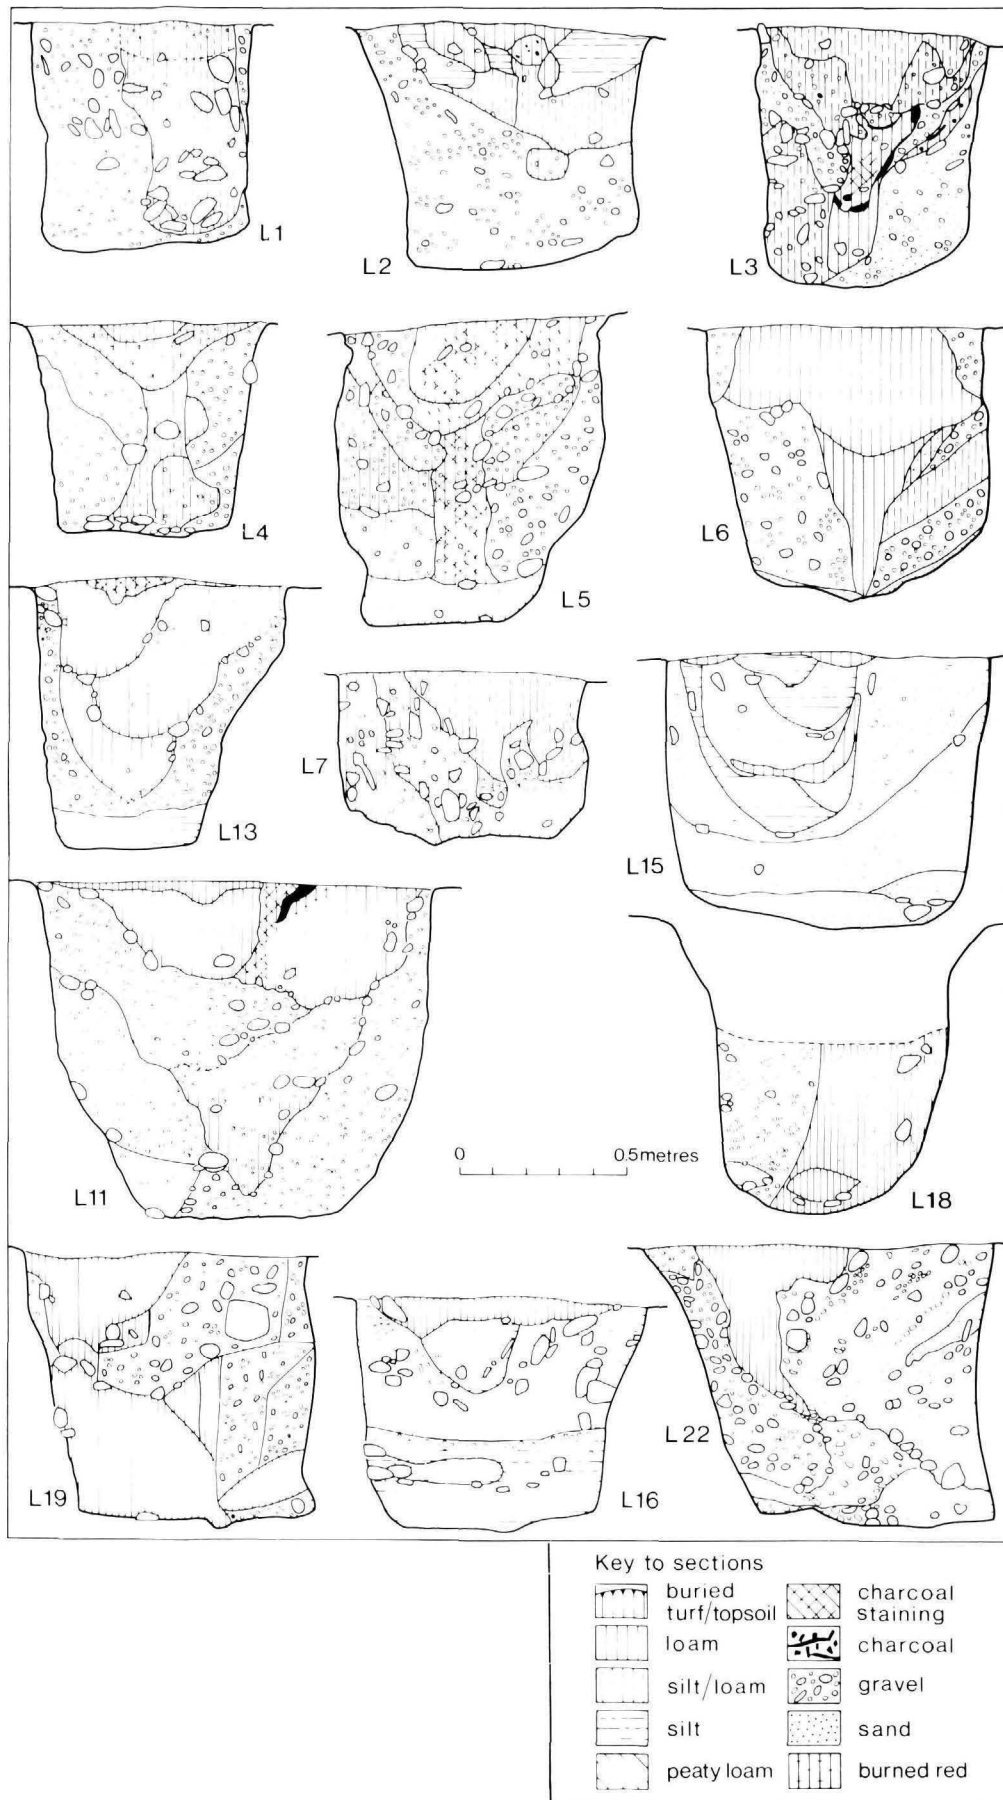 L1
L2
L3
L4
L5
L6
L13
L7
L15
L11
0 0.5metres
L18
L19
L16
L22
Key to sections
buried
turf/topsoil
loam
silt/loam
silt
peaty loam
charcoal
staining
charcoal
gravel
sand
burned red